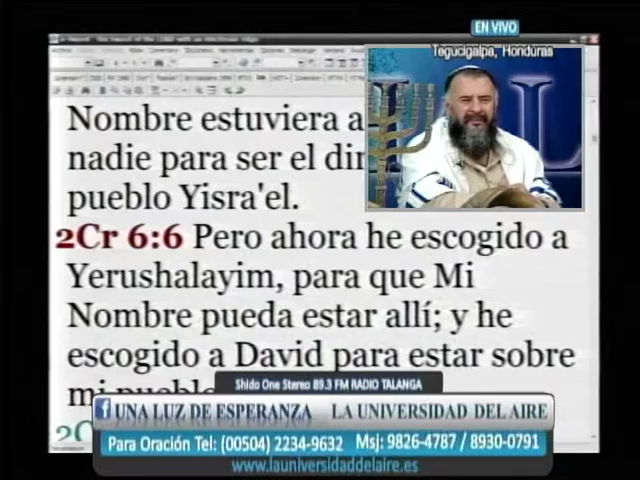 EN VIVO
Tegucigalpa, Honduras
Nombre estuviera a
nadie para ser el dir
pueblo Yisra'el.
2Cr 6:6 Pero ahora he escogido a
Yerushalayim, para que Mi
Nombre pueda estar allí; y he
escogido a David para estar sobre
mi pueblo
Shido One Stereo 89.3 FM RADIO TALANGA
f UNA LUZ DE ESPERANZA LA UNIVERSIDAD DEL AIRE
Para Oración Tel: (00504) 2234-9632 Msj: 9826-4787 / 8930-0791
www.launiversidaddelaire.es